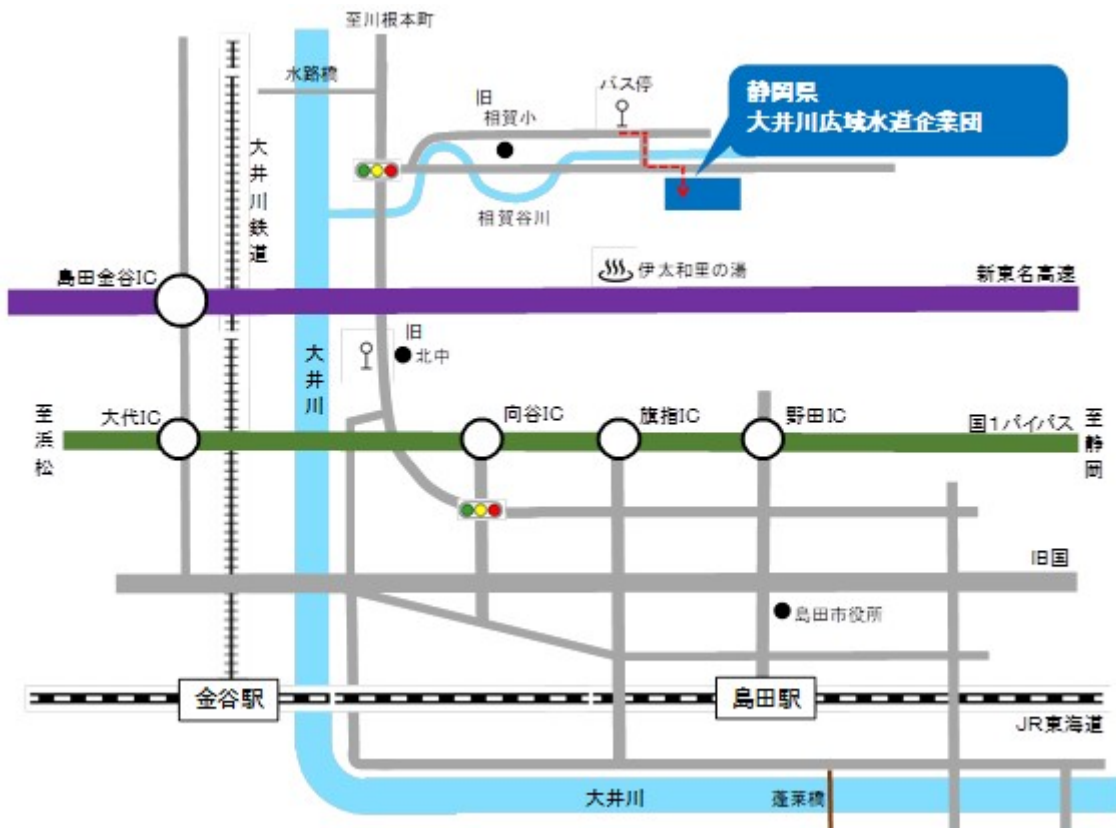 至川根本町
水路橋
バス停
旧
相賀小
静岡県
大井川広域水道企業団
大井川鉄道
相賀谷川
伊太和里の湯
島田金谷IC
新東名高速
旧
北中
大井川
至浜松
大代IC
向谷IC
旗指IC
野田IC
国1バイパス
至静岡
旧国
島田市役所
金谷駅
島田駅
JR東海道
大井川
蓬莱橋